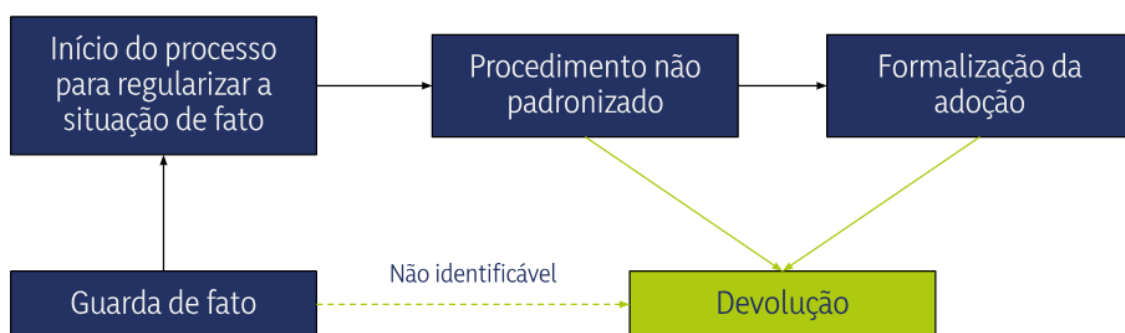 Início do processo
para regularizar a
situação de fato
Procedimento não
padronizado
Formalização da
adoção
Guarda de fato
Não identificável
Devolução